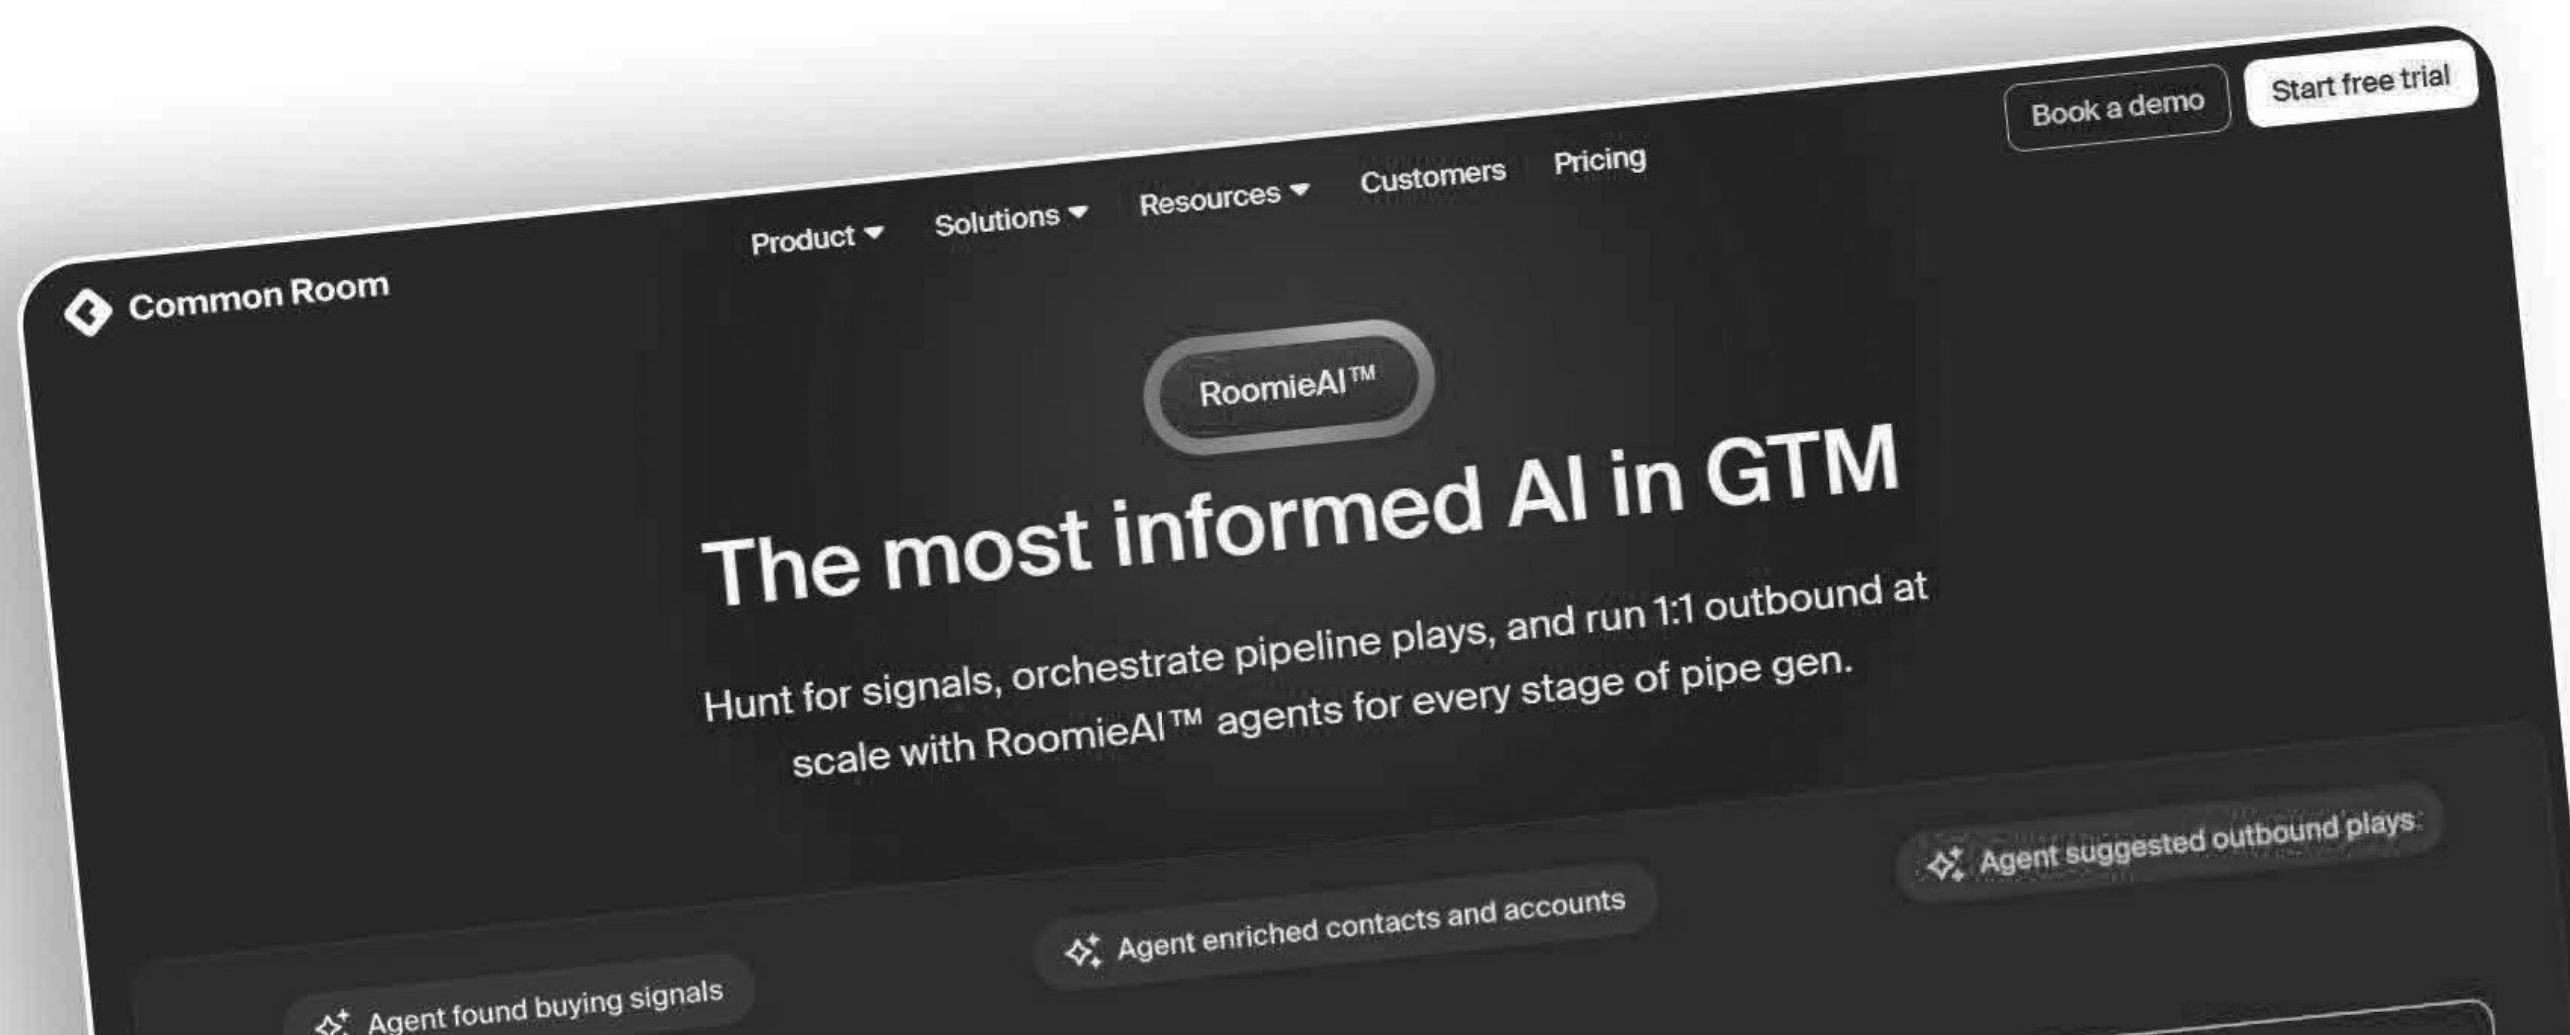 Common Room
Product
Solutions
Resources
Customers
Pricing
Book a demo
Start free trial
RoomieAI™
The most informed AI in GTM
Hunt for signals, orchestrate pipeline plays, and run 1:1 outbound at
scale with RoomieAI™ agents for every stage of pipe gen.
Agent found buying signals
Agent enriched contacts and accounts
Agent suggested outbound plays